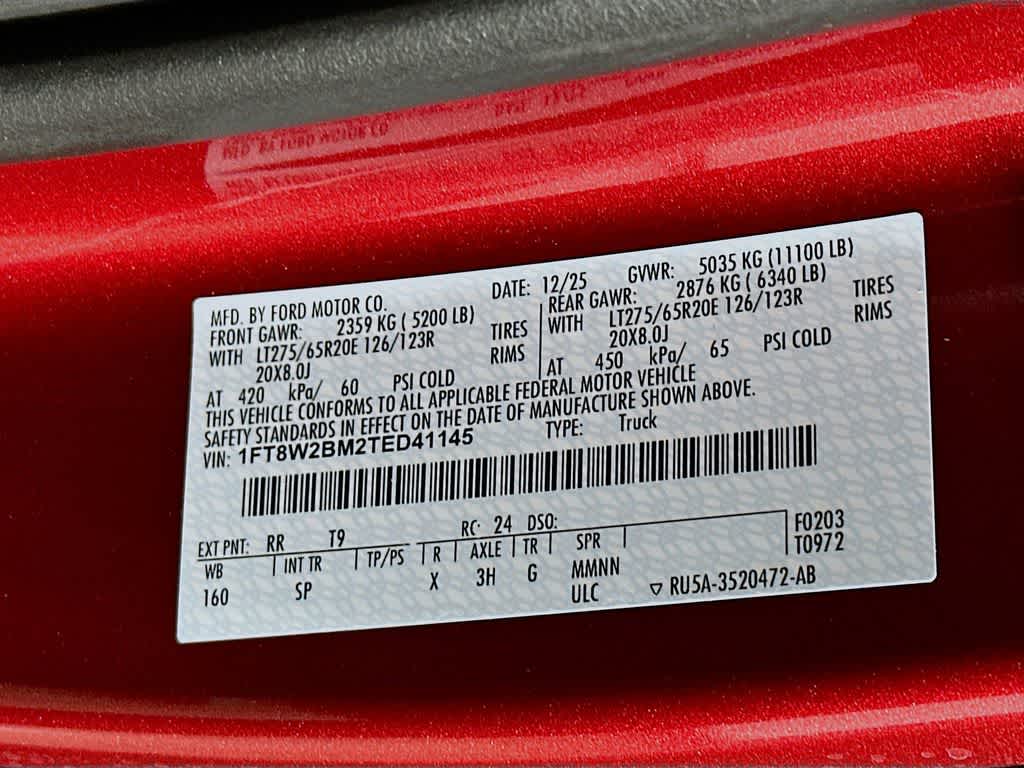 MFD. BY FORD MOTOR CO.
DATE: 12/25 GVWR: 5035 KG (11100 LB)
FRONT GAWR: 2359 KG ( 5200 LB)
REAR GAWR: 2876 KG ( 6340 LB)
WITH LT275/65R20E 126/123R TIRES
WITH LT275/65R20E 126/123R TIRES
20X8.0J RIMS
20X8.0J RIMS
AT 420 kPa/ 60 PSI COLD
AT 450 kPa/ 65 PSI COLD
THIS VEHICLE CONFORMS TO ALL APPLICABLE FEDERAL MOTOR VEHICLE
SAFETY STANDARDS IN EFFECT ON THE DATE OF MANUFACTURE SHOWN ABOVE.
VIN: 1FT8W2BM2TED41145 TYPE: Truck
EXT PNT: RR T9 RC: 24 DSO:
F0203
T0972
WB INT TR TP/PS R AXLE TR SPR
160 SP X 3H G MMNN
ULC ▽ RU5A-3520472-AB